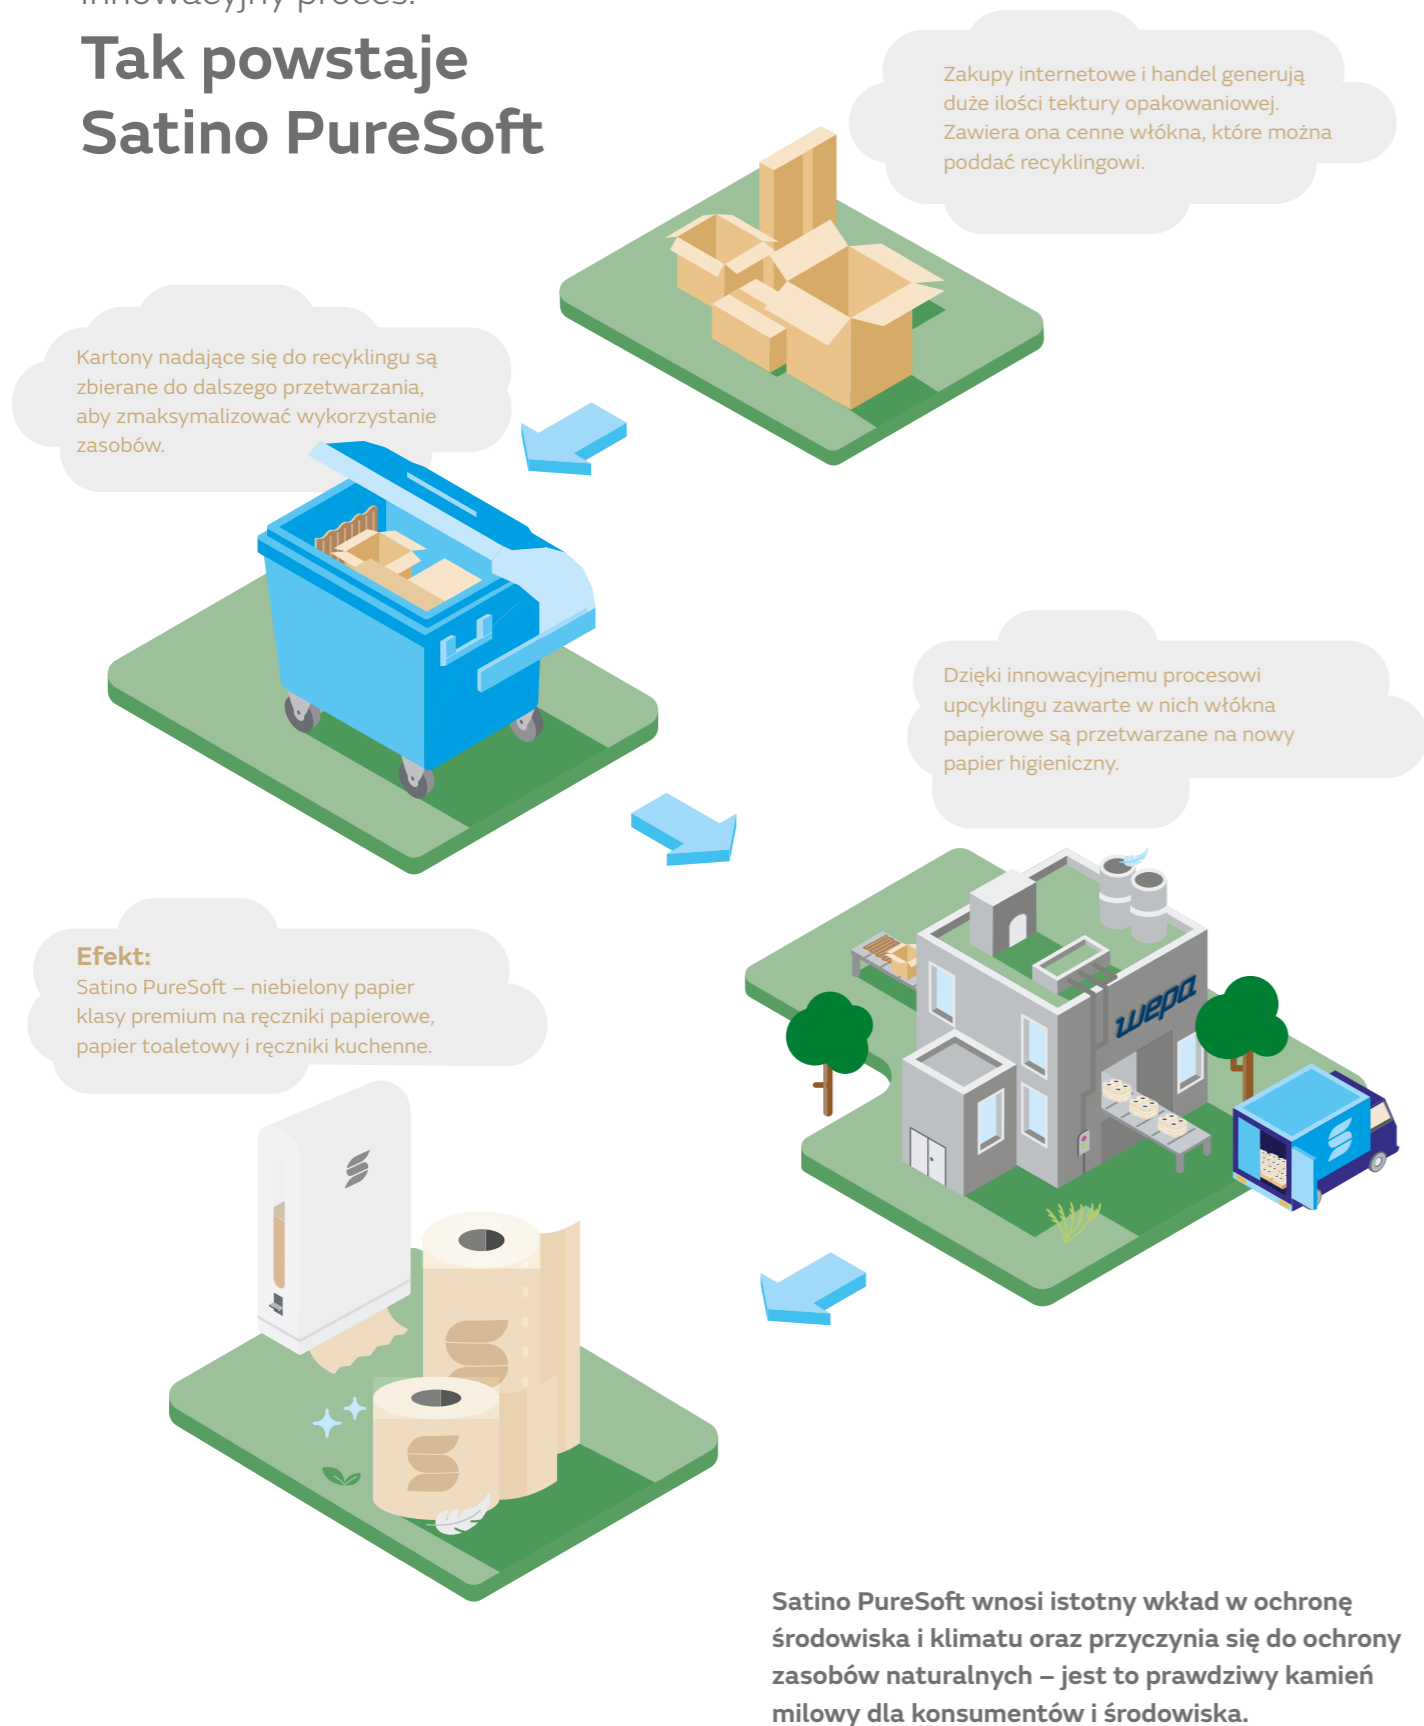 innowacyjny proces:
Tak powstaje
Satino PureSoft
Zakupy internetowe i handel generują
duże ilości tektury opakowaniowej.
Zawiera ona cenne włókna, które można
poddać recyklingowi.
Kartony nadające się do recyklingu są
zbierane do dalszego przetwarzania,
aby zmaksymalizować wykorzystanie
zasobów.
Dzięki innowacyjnemu procesowi
upcyklingu zawarte w nich włókna
papierowe są przetwarzane na nowy
papier higieniczny.
wepa
Efekt:
Satino PureSoft – niebielony papier
klasy premium na ręczniki papierowe,
papier toaletowy i ręczniki kuchenne.
Satino PureSoft wnosi istotny wkład w ochronę
środowiska i klimatu oraz przyczynia się do ochrony
zasobów naturalnych – jest to prawdziwy kamień
milowy dla konsumentów i środowiska.